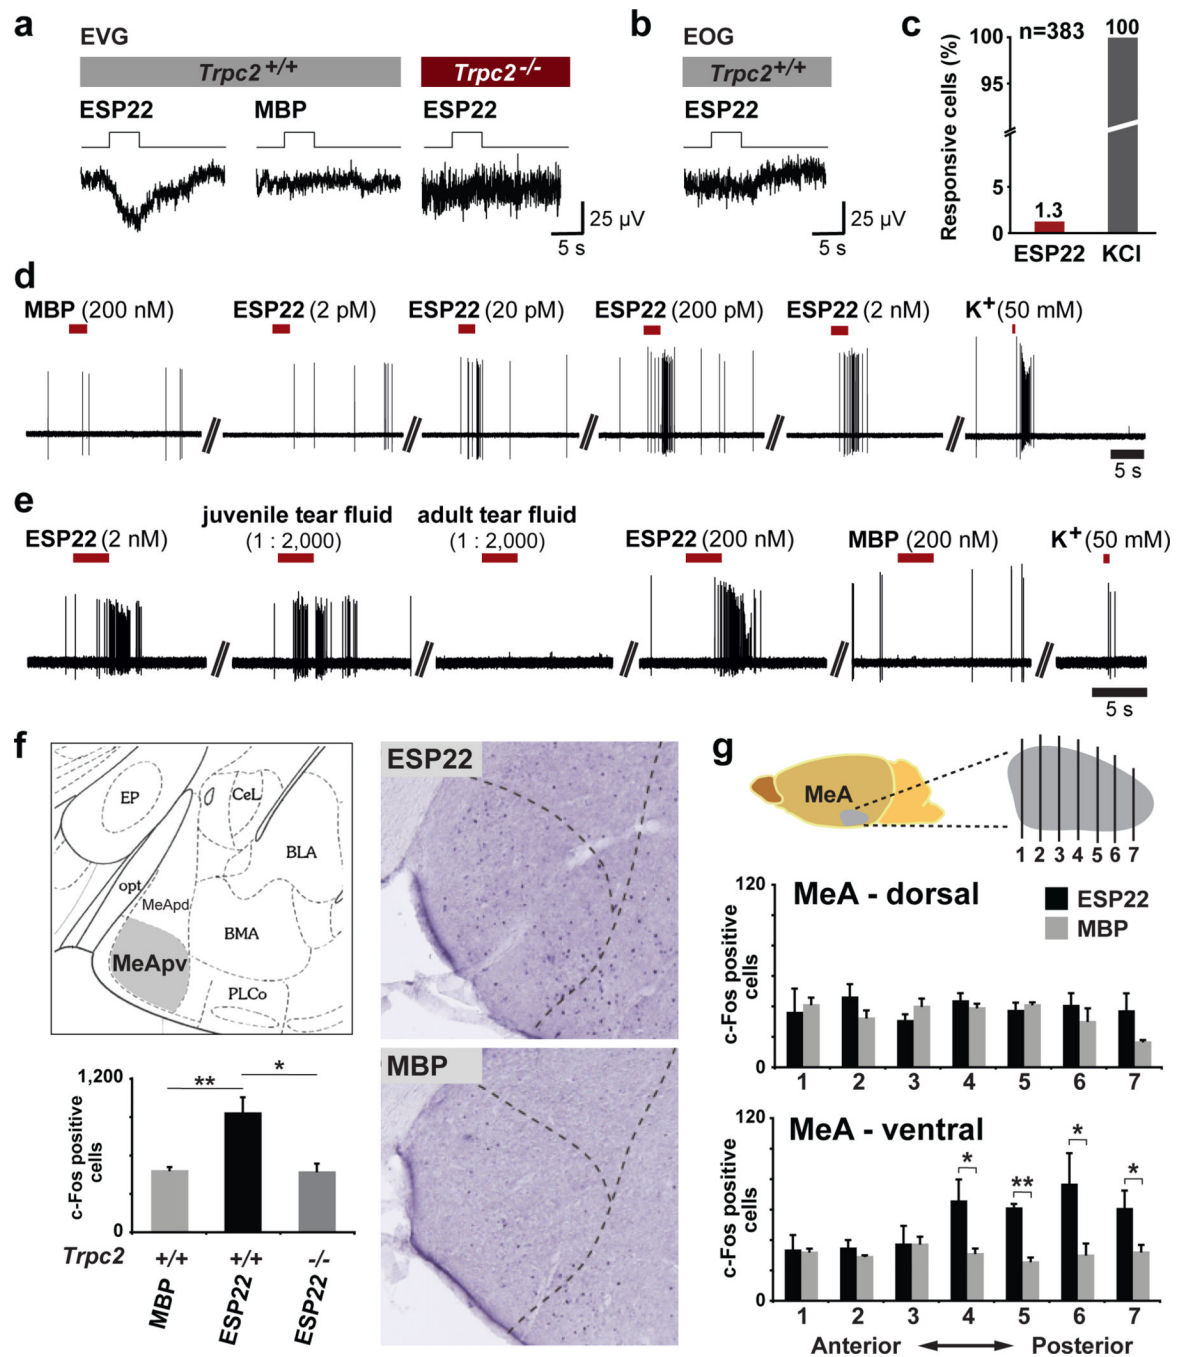 a
EVG
Trpc2 +/+
Trpc2 -/-
ESP22
MBP
ESP22
25 µV
5 s
b
EOG
Trpc2 +/+
ESP22
25 µV
5 s
c
Responsive cells (%)
n=383
100
100
95
5
0
1.3
ESP22
KCl
d
MBP (200 nM)
ESP22 (2 pM)
ESP22 (20 pM)
ESP22 (200 pM)
ESP22 (2 nM)
K+ (50 mM)
5 s
e
ESP22 (2 nM)
juvenile tear fluid
(1 : 2,000)
adult tear fluid
(1 : 2,000)
ESP22 (200 nM)
MBP (200 nM)
K+ (50 mM)
5 s
f
EP
CeL
BLA
opt
MeApd
BMA
MeApv
PLCo
ESP22
MBP
1,200
0
c-Fos positive
cells
**
*
Trpc2
+/+
+/+
-/-
MBP
ESP22
ESP22
g
MeA
1 2 3 4 5 6 7
MeA - dorsal
ESP22
MBP
120
0
c-Fos positive
cells
1 2 3 4 5 6 7
MeA - ventral
120
0
c-Fos positive
cells
*
**
*
*
1 2 3 4 5 6 7
Anterior
Posterior